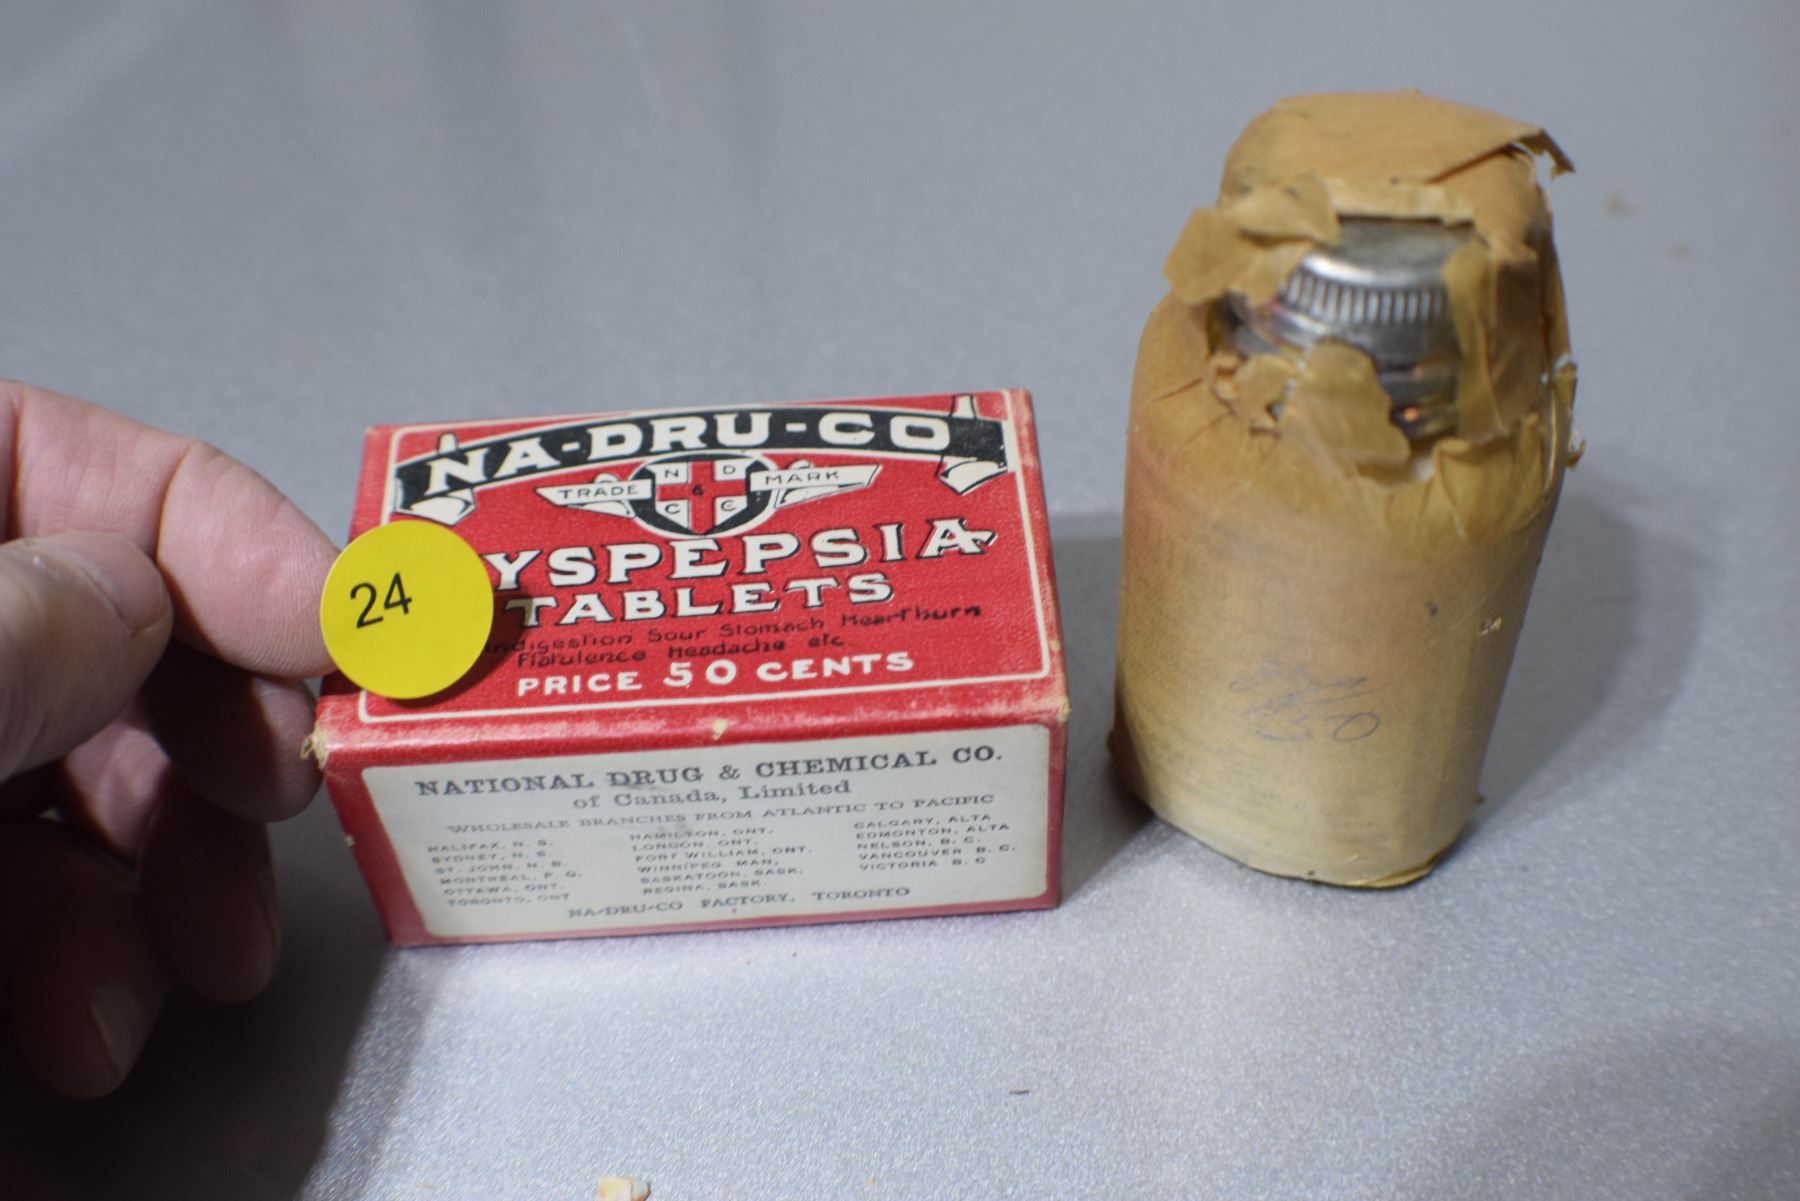 NA-DRU-CO
TRADE N D & C C MARK
YSPEPSIA
TABLETS
24
ndigestion Sour Stomach Heartburn
Flatulence Headache etc
PRICE 50 CENTS
NATIONAL DRUG & CHEMICAL CO.
of Canada, Limited
WHOLESALE BRANCHES FROM ATLANTIC TO PACIFIC
HALIFAX, N. S.
SYDNEY, N. S.
ST. JOHN, N. B.
MONTREAL, P. Q.
OTTAWA, ONT.
TORONTO, ONT
HAMILTON, ONT.
LONDON, ONT.
FORT WILLIAM, ONT.
WINNIPEG MAN,
SASKATOON, SASK.
REGINA, SASK.
CALGARY, ALTA
EDMONTON, ALTA
NELSON, B. C.
VANCOUVER B. C.
VICTORIA B. C
NA-DRU-CO FACTORY, TORONTO